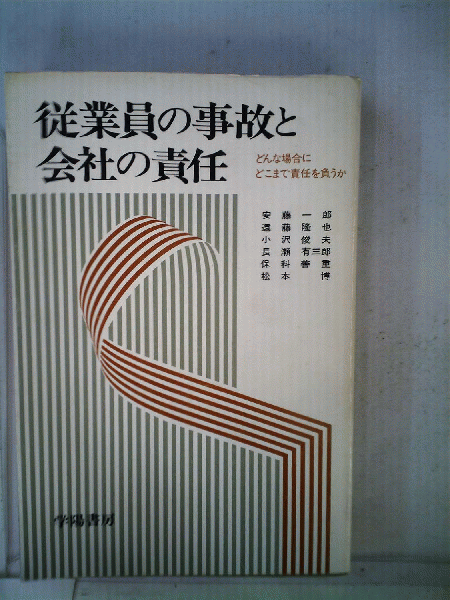 従業員の事故と
会社の責任
どんな場合に
どこまで責任を負うか
安藤一郎
遠藤隆也
小沢俊夫
長瀬有三郎
保科善重
松本博
学陽書房